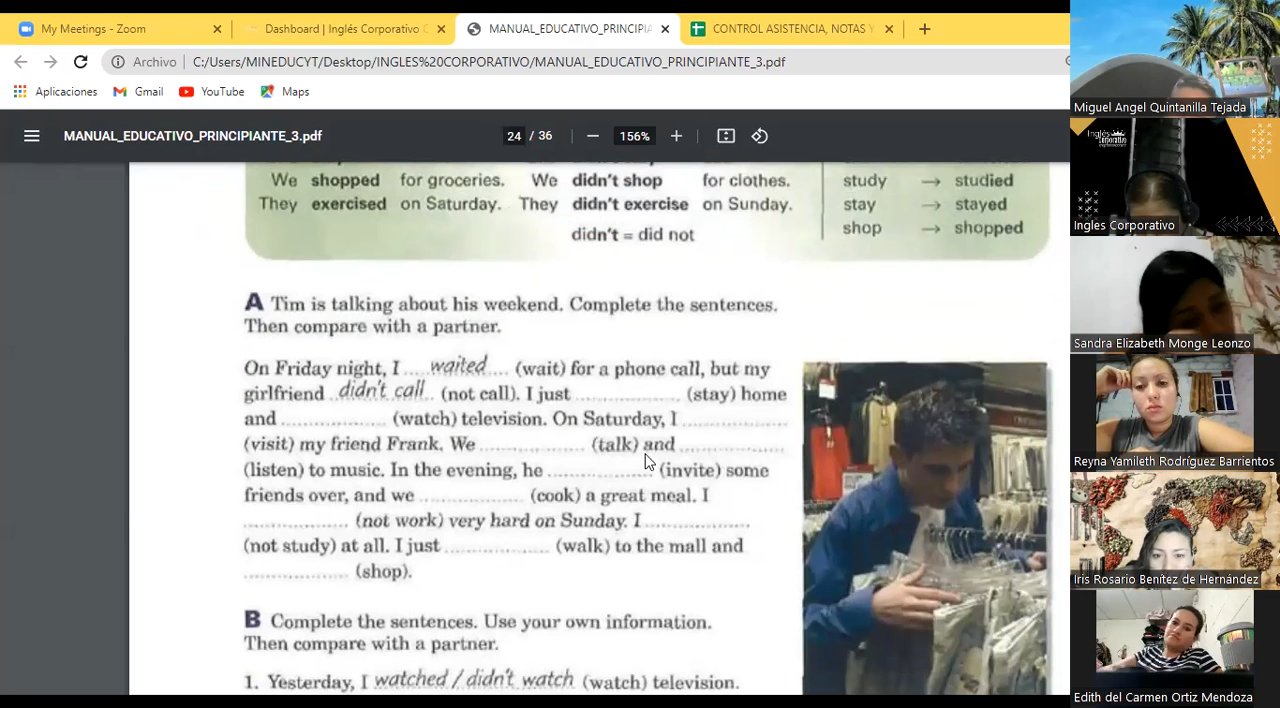 My Meetings - Zoom
Dashboard | Inglés Corporativo C
MANUAL_EDUCATIVO_PRINCIPIA
CONTROL ASISTENCIA, NOTAS Y
Archivo | C:/Users/MINEDUCYT/Desktop/INGLES%20CORPORATIVO/MANUAL_EDUCATIVO_PRINCIPIANTE_3.pdf
Aplicaciones Gmail YouTube Maps
MANUAL_EDUCATIVO_PRINCIPIANTE_3.pdf 24 / 36 — 156% +
We shopped for groceries. We didn't shop for clothes. study → studied
They exercised on Saturday. They didn't exercise on Sunday. stay → stayed
shop → shopped
didn't = did not
A Tim is talking about his weekend. Complete the sentences.
Then compare with a partner.
On Friday night, I ... waited ... (wait) for a phone call, but my
girlfriend ..didn't call.. (not call). I just .................... (stay) home
and .................... (watch) television. On Saturday, I ....................
(visit) my friend Frank. We .................... (talk) and ....................
(listen) to music. In the evening, he .................... (invite) some
friends over, and we .................... (cook) a great meal. I
.................... (not work) very hard on Sunday. I ....................
(not study) at all. I just .................... (walk) to the mall and
.................... (shop).
B Complete the sentences. Use your own information.
Then compare with a partner.
1. Yesterday, I watched / didn't watch (watch) television.
Miguel Angel Quintanilla Tejada
Inglés
Corporativo
Ingles Corporativo
Sandra Elizabeth Monge Leonzo
Reyna Yamileth Rodríguez Barrientos
Iris Rosario Benítez de Hernández
Edith del Carmen Ortiz Mendoza